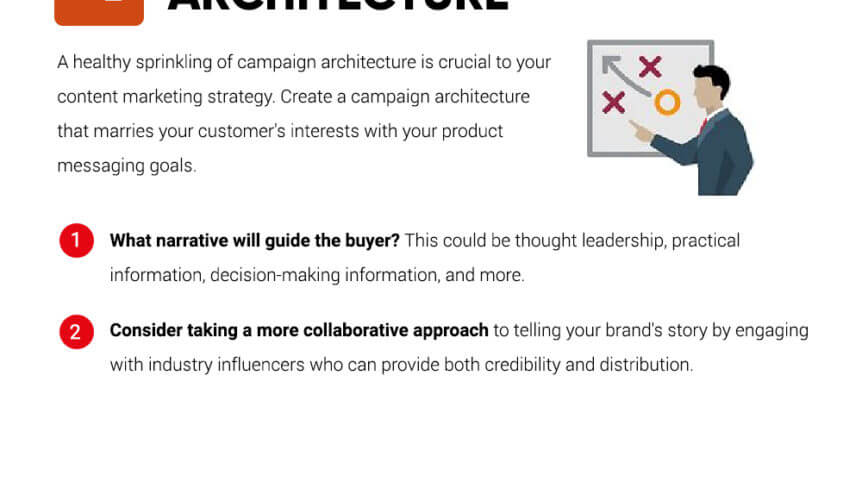 ARCHITECTURE
A healthy sprinkling of campaign architecture is crucial to your
content marketing strategy. Create a campaign architecture
that marries your customer's interests with your product
messaging goals.
1 What narrative will guide the buyer? This could be thought leadership, practical
information, decision-making information, and more.
2 Consider taking a more collaborative approach to telling your brand's story by engaging
with industry influencers who can provide both credibility and distribution.